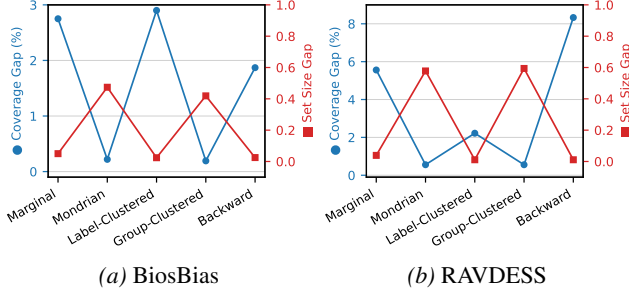 ● Coverage Gap (%)
3
2
1
0
1.0
0.8
0.6
0.4
0.2
0.0
■ Set Size Gap
Marginal
Mondrian
Label-Clustered
Group-Clustered
Backward
(a) BiosBias
● Coverage Gap (%)
8
6
4
2
0
1.0
0.8
0.6
0.4
0.2
0.0
■ Set Size Gap
Marginal
Mondrian
Label-Clustered
Group-Clustered
Backward
(b) RAVDESS